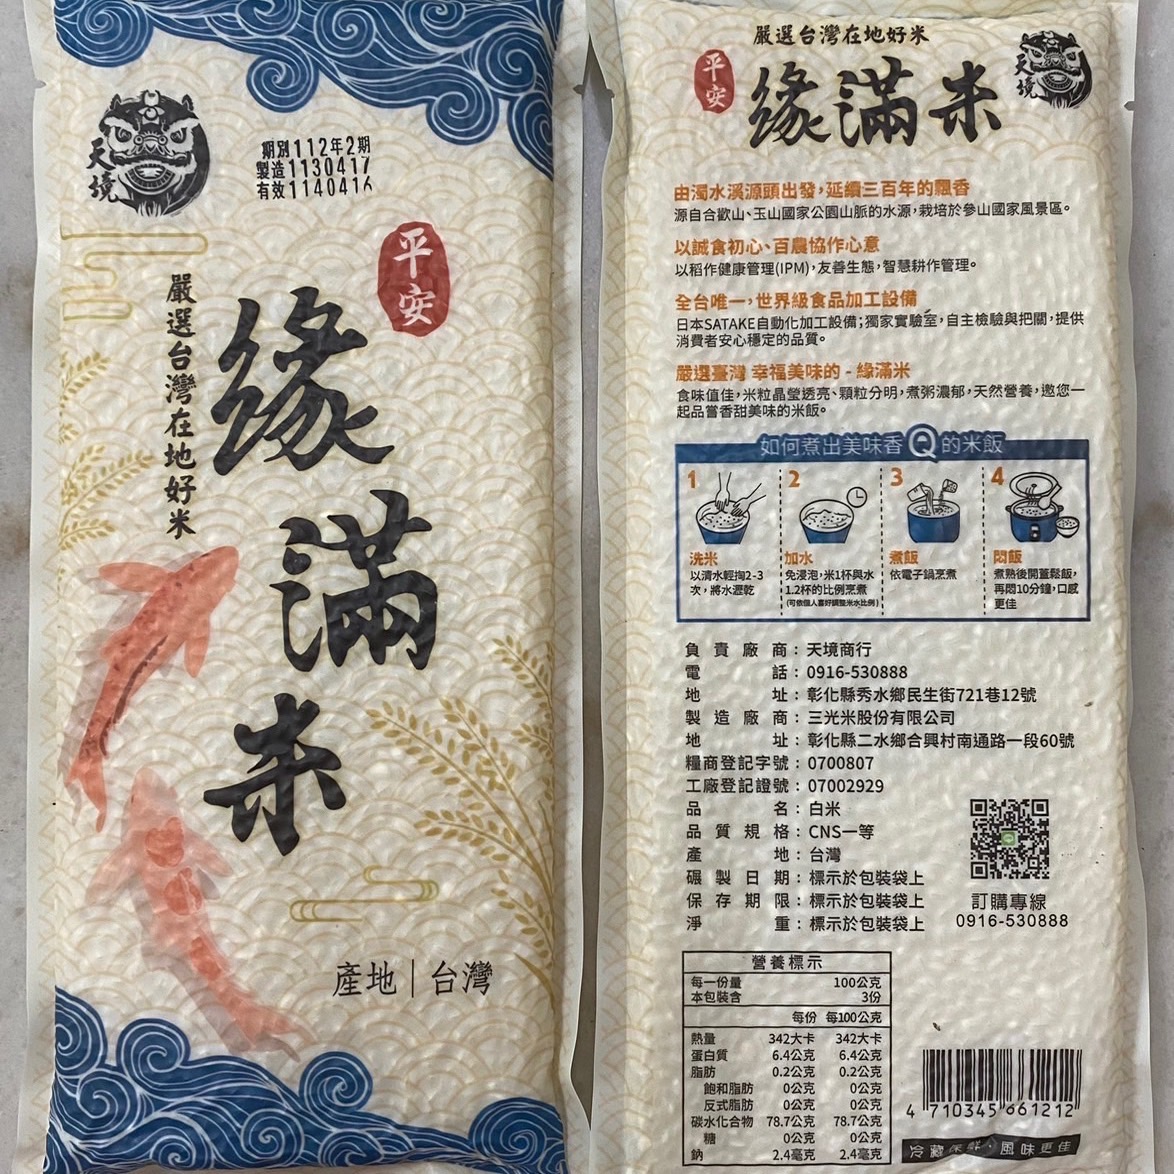 天境
期別112年2期
製造1130417
有效1140416
平安
嚴選台灣在地好米
緣滿米
產地|台灣
嚴選台灣在地好米
平安
緣滿米
天境
由濁水溪源頭出發,延續三百年的飄香
源自合歡山、玉山國家公園山脈的水源,栽培於參山國家風景區。
以誠食初心、百農協作心意
以稻作健康管理(IPM),友善生態,智慧耕作管理。
全台唯一,世界級食品加工設備
日本SATAKE自動化加工設備;獨家實驗室,自主檢驗與把關,提供
消費者安心穩定的品質。
嚴選臺灣 幸福美味的 - 緣滿米
食味值佳,米粒晶瑩透亮、顆粒分明,煮粥濃郁,天然營養,邀您一
起品嘗香甜美味的米飯。
如何煮出美味香Q的米飯
1
洗米
以清水輕掏2-3
次,將水瀝乾
2
加水
免浸泡,米1杯與水
1.2杯的比例烹煮
(可依個人喜好調整米水比例)
3
煮飯
依電子鍋烹煮
4
悶飯
煮熟後開蓋鬆飯,
再悶10分鐘,口感
更佳
負責廠商:天境商行
電話:0916-530888
地址:彰化縣秀水鄉民生街721巷12號
製造廠商:三光米股份有限公司
地址:彰化縣二水鄉合興村南通路一段60號
糧商登記字號:0700807
工廠登記證號:07002929
品名:白米
品質規格:CNS一等
產地:台灣
碾製日期:標示於包裝袋上
保存期限:標示於包裝袋上
淨重:標示於包裝袋上
訂購專線
0916-530888
營養標示
每一份量 100公克
本包裝含 3份
每份 每100公克
熱量 342大卡 342大卡
蛋白質 6.4公克 6.4公克
脂肪 0.2公克 0.2公克
飽和脂肪 0公克 0公克
反式脂肪 0公克 0公克
碳水化合物 78.7公克 78.7公克
糖 0公克 0公克
鈉 2.4毫克 2.4毫克
4 710345 661212
冷藏保鮮·風味更佳